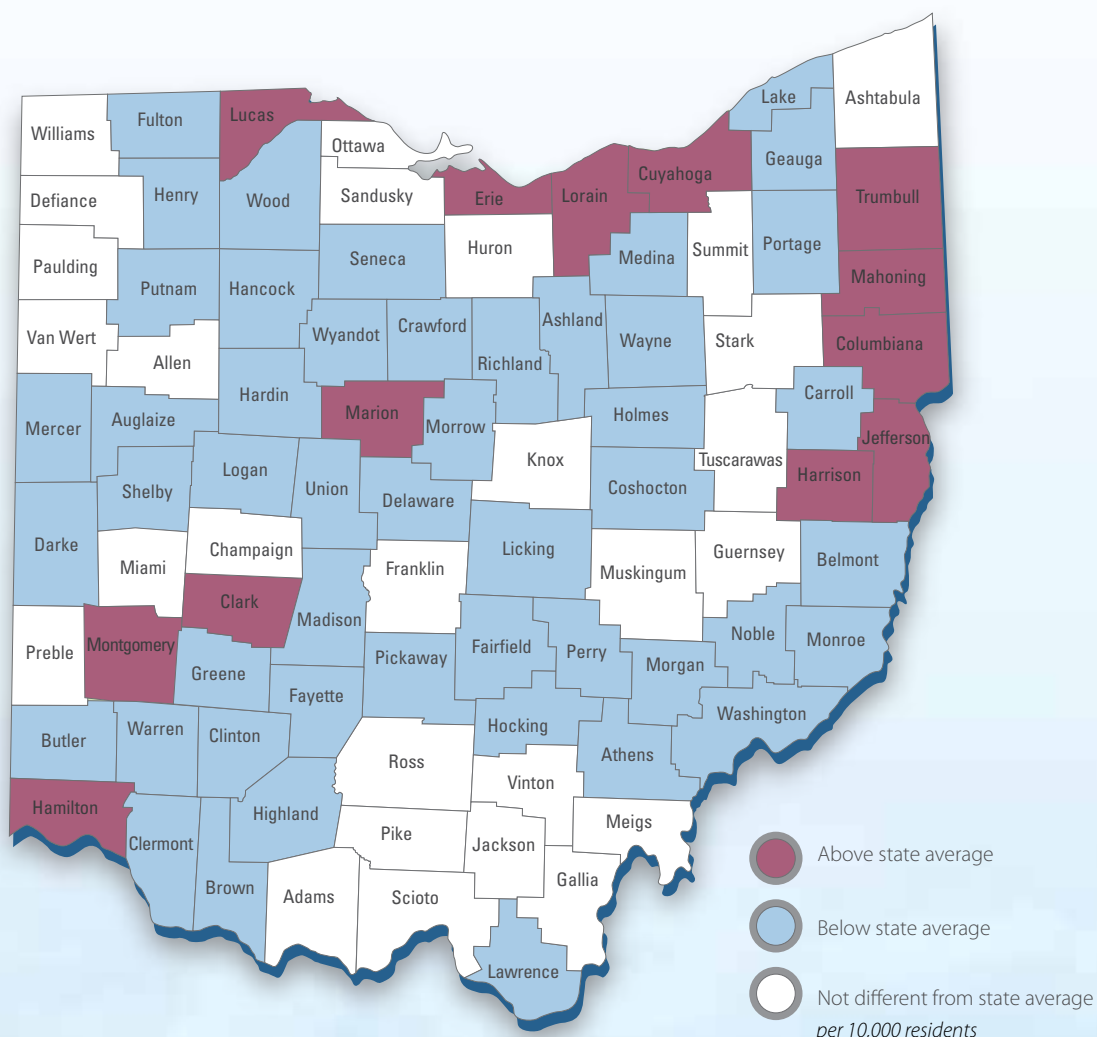 Lake
Ashtabula
Lucas
Fulton
Williams
Ottawa
Geauga
Cuyahoga
Sandusky
Erie
Lorain
Trumbull
Henry
Wood
Defiance
Portage
Huron
Summit
Seneca
Medina
Paulding
Mahoning
Putnam
Hancock
Ashland
Crawford
Wyandot
Van Wert
Wayne
Stark
Columbiana
Allen
Richland
Carroll
Hardin
Marion
Holmes
Auglaize
Mercer
Morrow
Jefferson
Knox
Tuscarawas
Logan
Harrison
Union
Coshocton
Shelby
Delaware
Darke
Licking
Champaign
Guernsey
Belmont
Miami
Franklin
Muskingum
Clark
Madison
Noble
Monroe
Montgomery
Fairfield
Preble
Perry
Pickaway
Morgan
Greene
Fayette
Washington
Hocking
Warren
Clinton
Butler
Athens
Ross
Vinton
Hamilton
Highland
Meigs
Pike
Clermont
Jackson
Gallia
Brown
Adams
Scioto
Lawrence
Above state average
Below state average
Not different from state average
per 10,000 residents